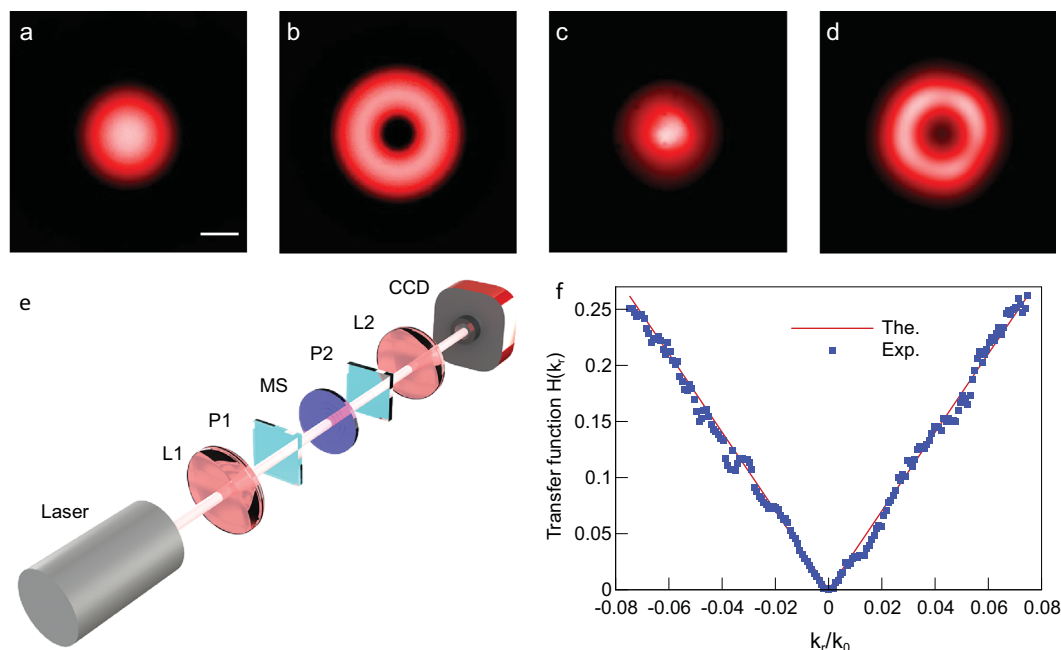 a
b
c
d
e
CCD
L2
P2
MS
P1
L1
Laser
f
Transfer function H(kᵣ)
0.25
0.2
0.15
0.1
0.05
0
The.
Exp.
-0.08 -0.06 -0.04 -0.02 0 0.02 0.04 0.06 0.08
kᵣ/k₀